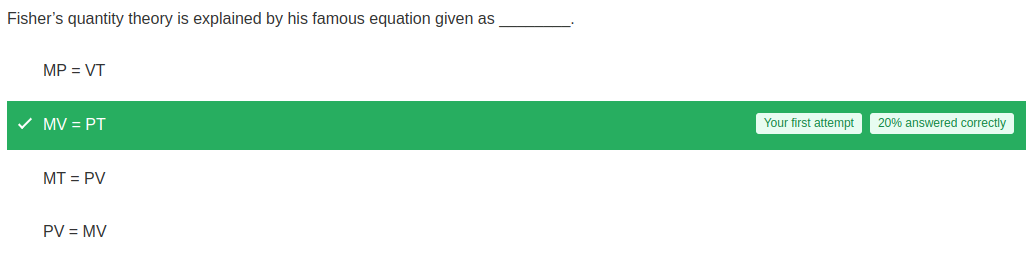 Fisher’s quantity theory is explained by his famous equation given as ________.
MP = VT
MV = PT Your first attempt 20% answered correctly
MT = PV
PV = MV